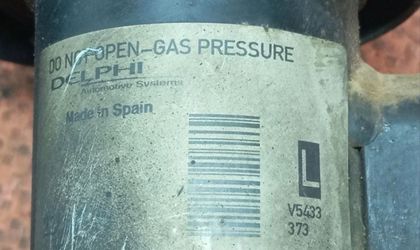 DO NOT OPEN-GAS PRESSURE
DELPHI
Automotive Systems
Made in Spain
L
V5433
373